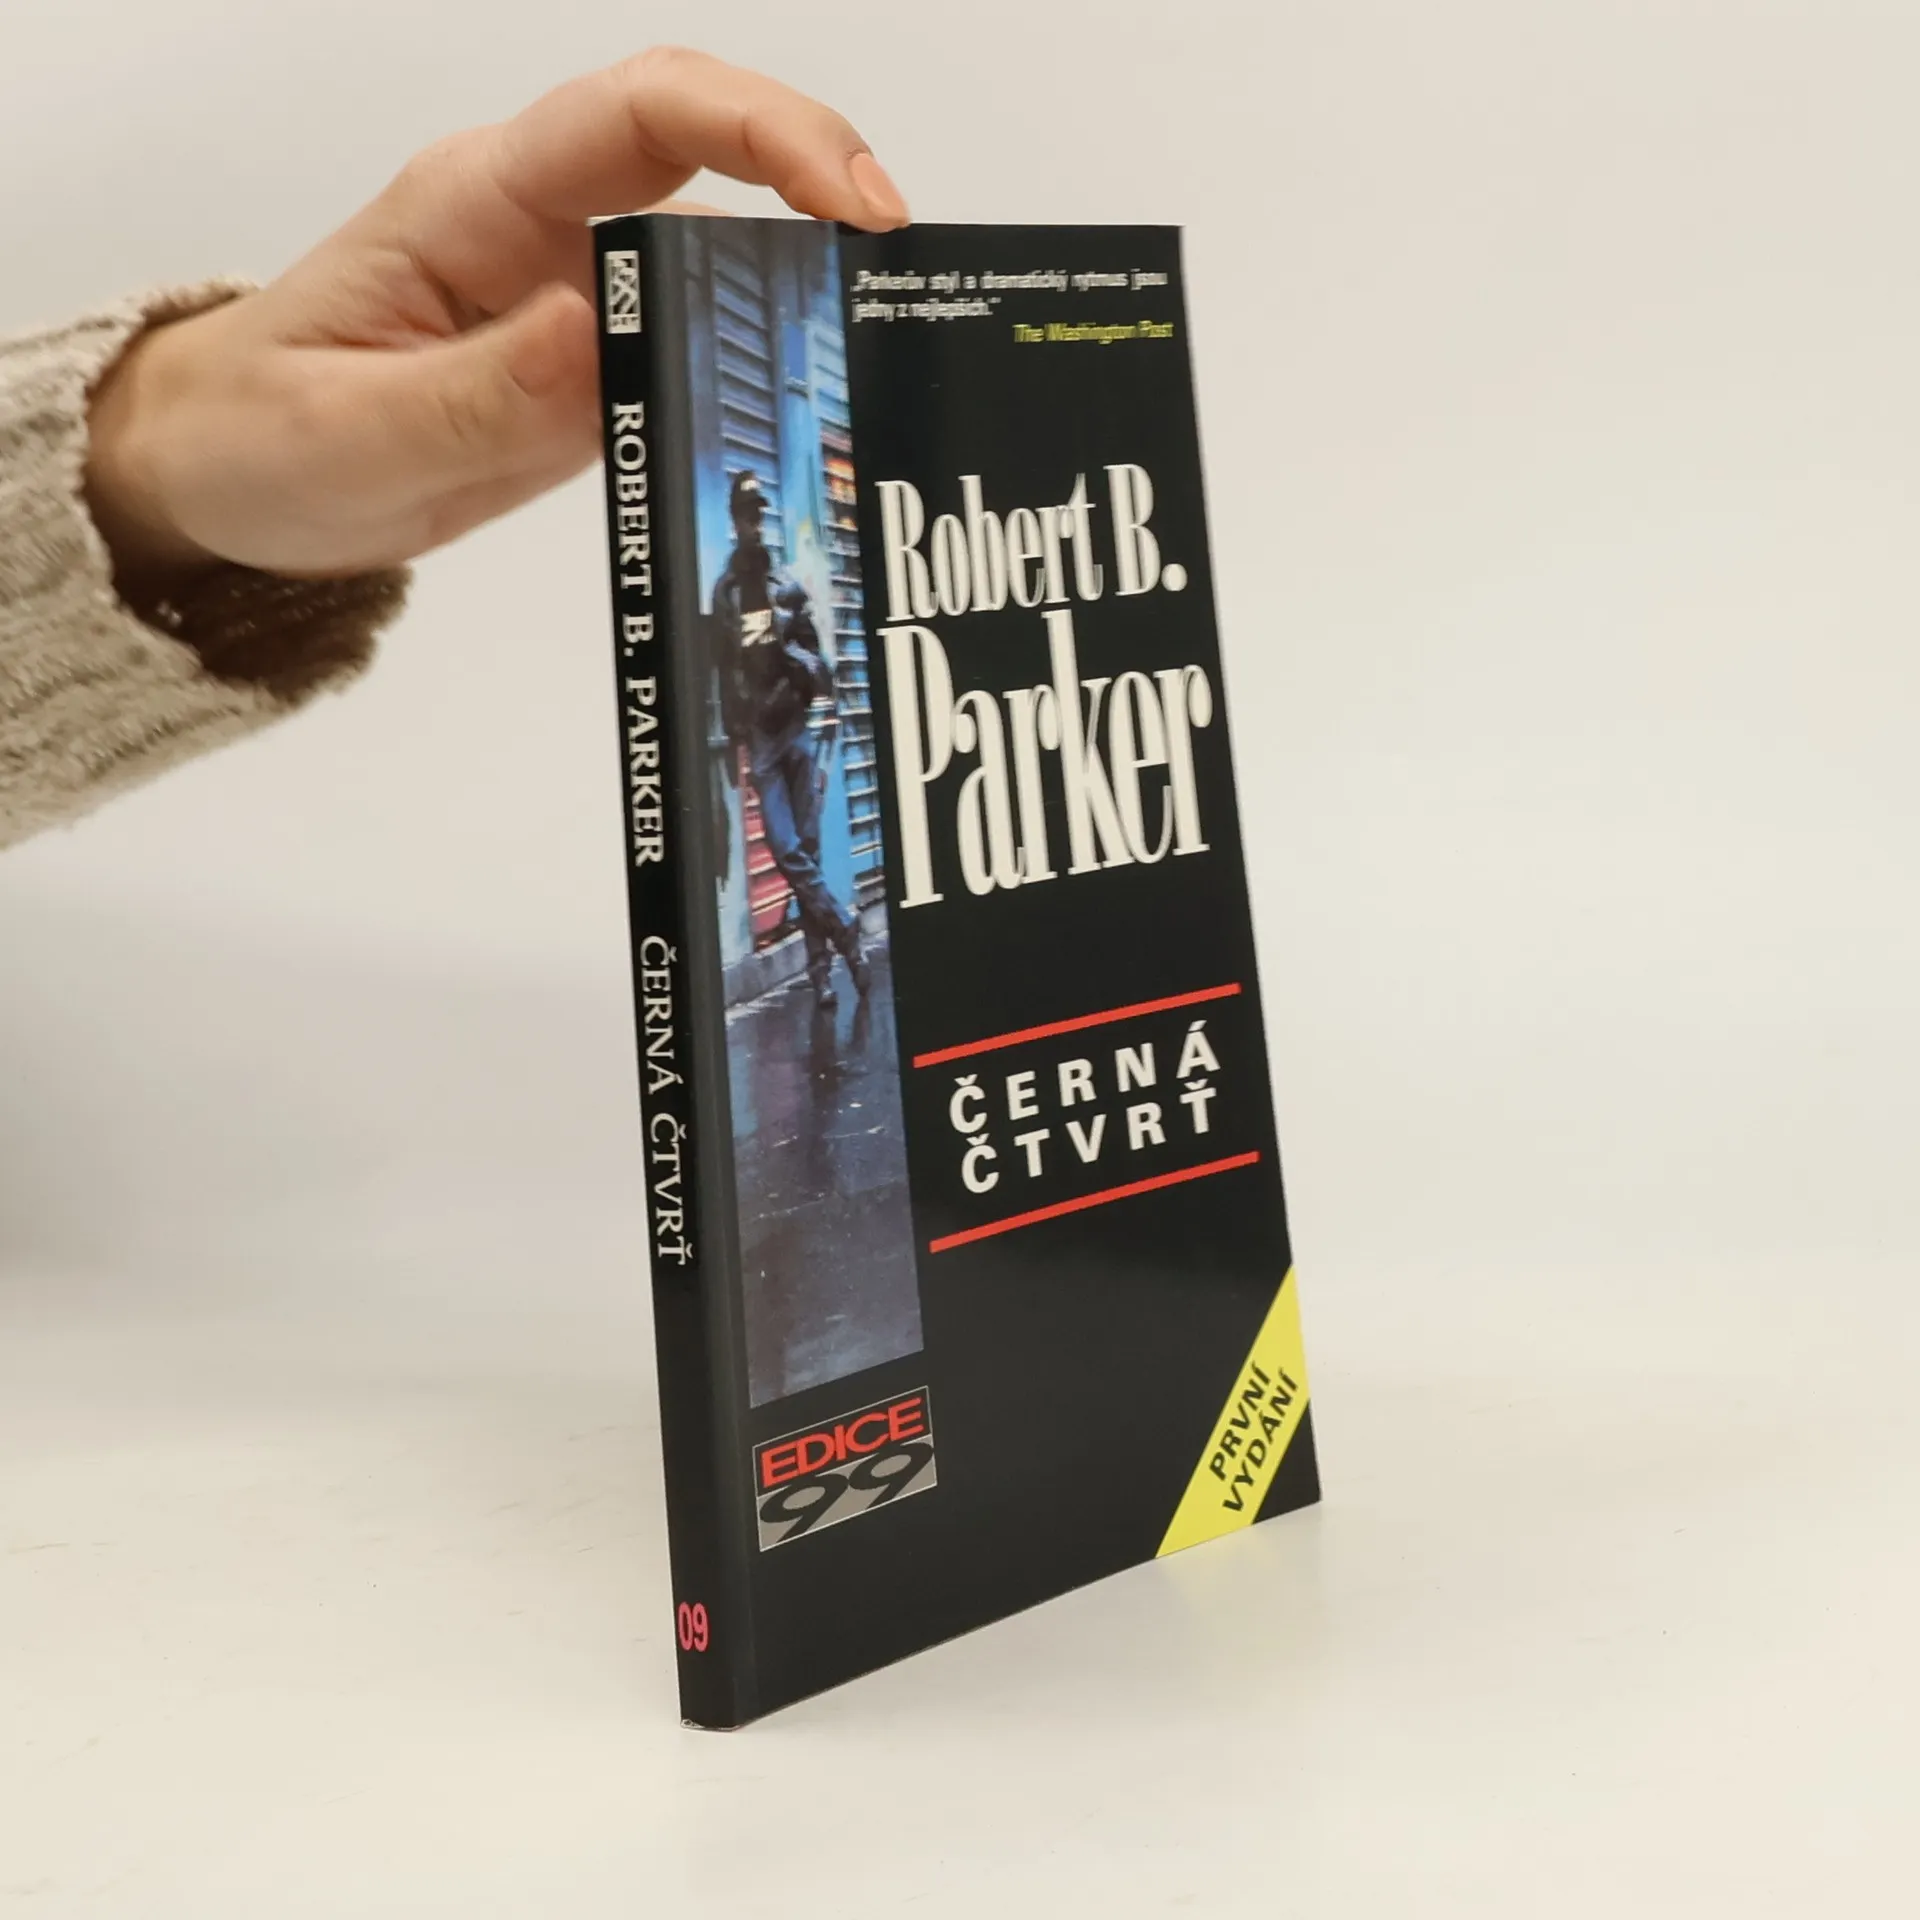 ROBERT B. PARKER ČERNÁ ČTVRŤ
09
„Parkerův styl a dramatický rytmus jsou
jedny z nejlepších.“
The Washington Post
Robert B.
Parker
ČERNÁ
ČTVRŤ
EDICE
99
PRVNÍ
VYDÁNÍ